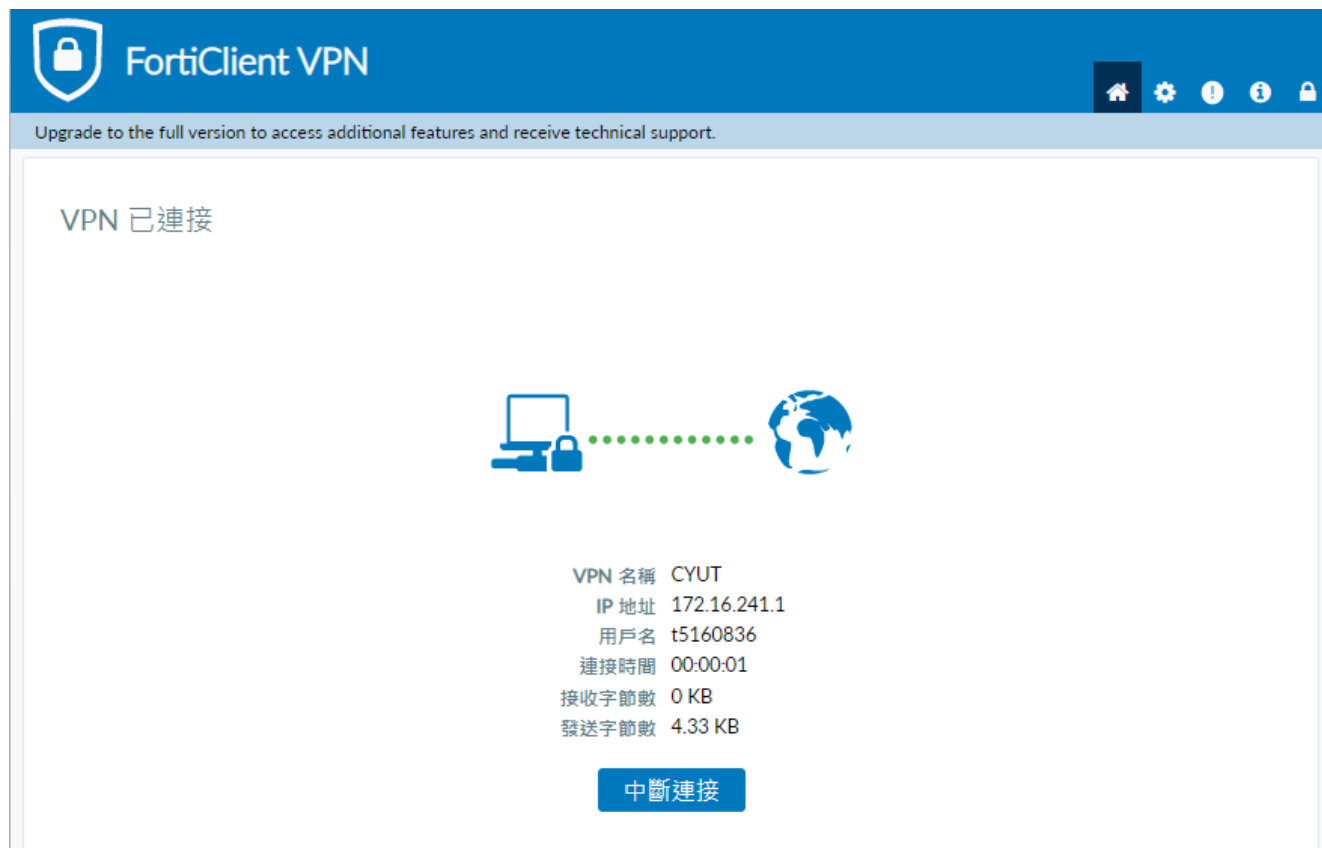 FortiClient VPN
Upgrade to the full version to access additional features and receive technical support.
VPN 已連接
VPN 名稱 CYUT
IP 地址 172.16.241.1
用戶名 t5160836
連接時間 00:00:01
接收字節數 0 KB
發送字節數 4.33 KB
中斷連接